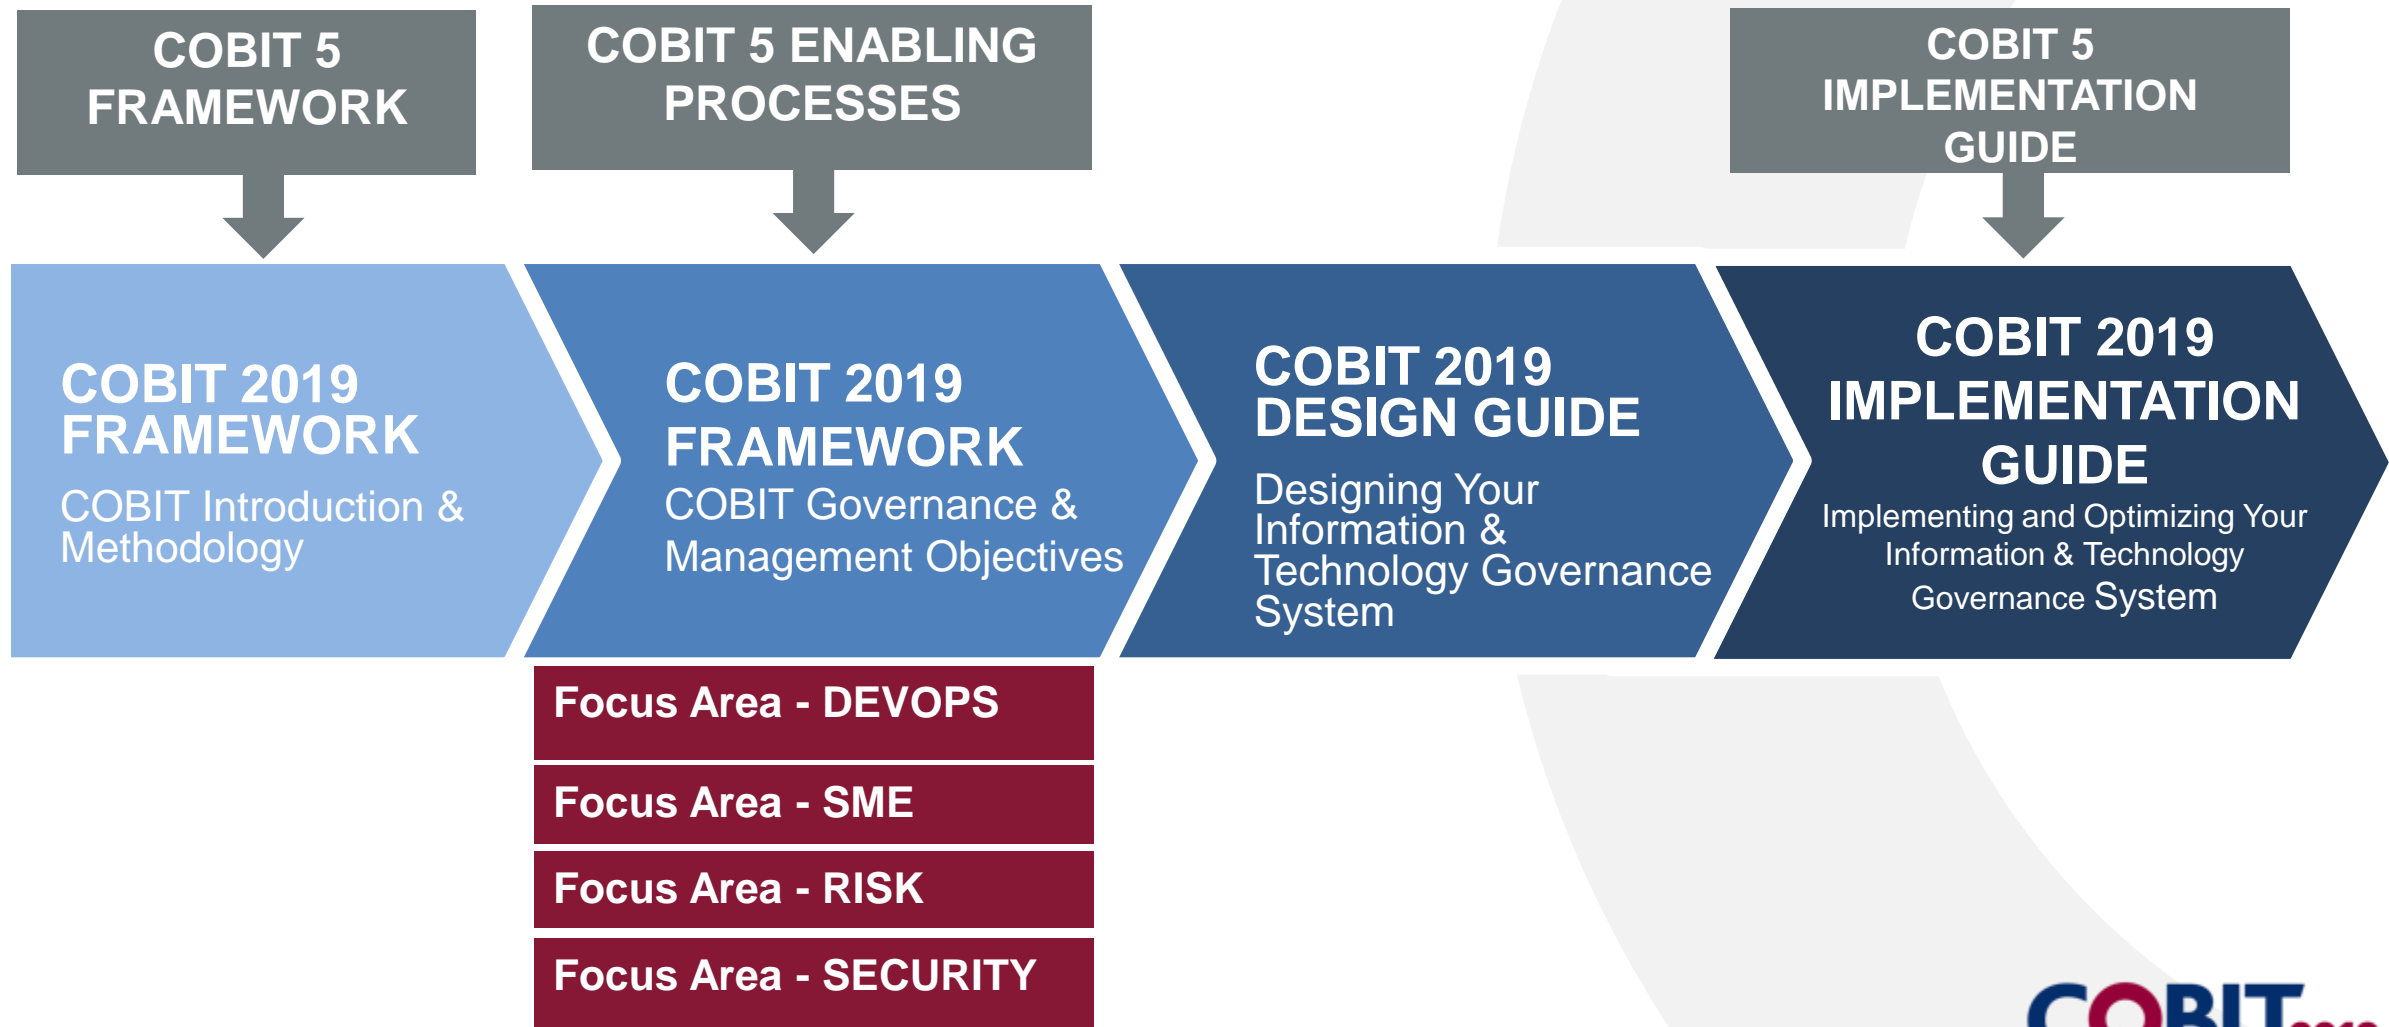 COBIT 5
FRAMEWORK
COBIT 5 ENABLING
PROCESSES
COBIT 5
IMPLEMENTATION
GUIDE
COBIT 2019
FRAMEWORK
COBIT Introduction &
Methodology
COBIT 2019
FRAMEWORK
COBIT Governance &
Management Objectives
COBIT 2019
DESIGN GUIDE
Designing Your
Information &
Technology Governance
System
COBIT 2019
IMPLEMENTATION
GUIDE
Implementing and Optimizing Your
Information & Technology
Governance System
Focus Area - DEVOPS
Focus Area - SME
Focus Area - RISK
Focus Area - SECURITY
COBIT